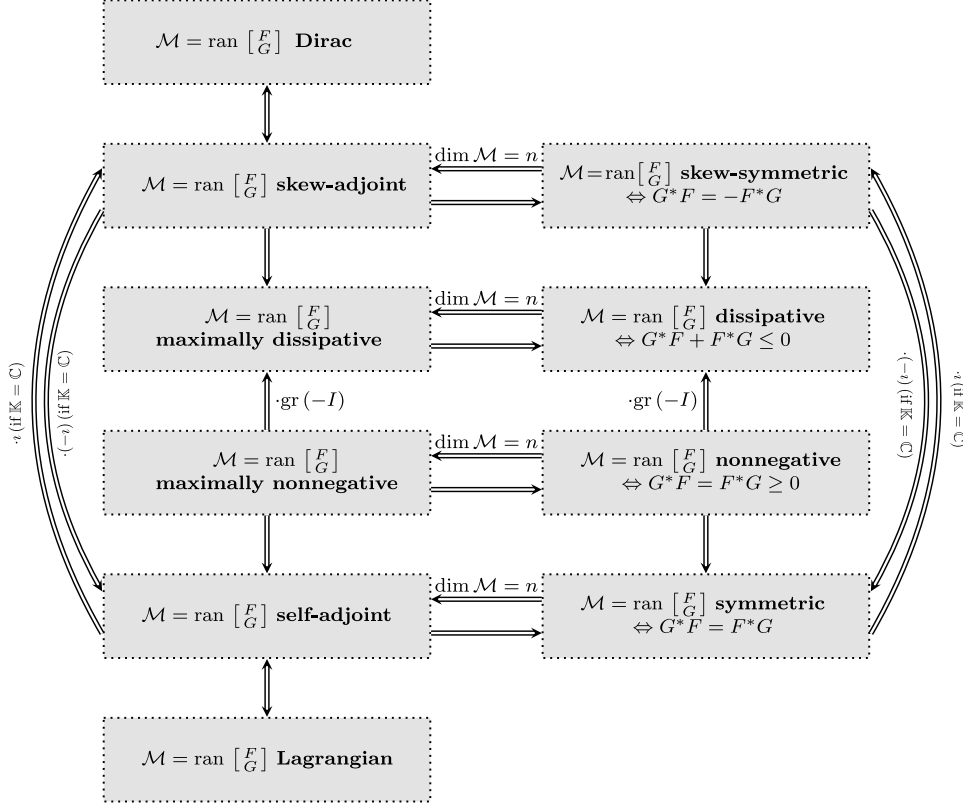 ℳ = ran [F G] Dirac
dim ℳ = n
ℳ = ran [F G] skew-adjoint
ℳ = ran [F G] skew-symmetric
⇔ G*F = −F*G
dim ℳ = n
ℳ = ran [F G]
maximally dissipative
ℳ = ran [F G] dissipative
⇔ G*F + F*G ≤ 0
·ı (if 𝕂 = ℂ)
·(−ı) (if 𝕂 = ℂ)
·gr (−I)
·gr (−I)
·(−ı) (if 𝕂 = ℂ)
·ı (if 𝕂 = ℂ)
dim ℳ = n
ℳ = ran [F G]
maximally nonnegative
ℳ = ran [F G] nonnegative
⇔ G*F = F*G ≥ 0
dim ℳ = n
ℳ = ran [F G] self-adjoint
ℳ = ran [F G] symmetric
⇔ G*F = F*G
ℳ = ran [F G] Lagrangian